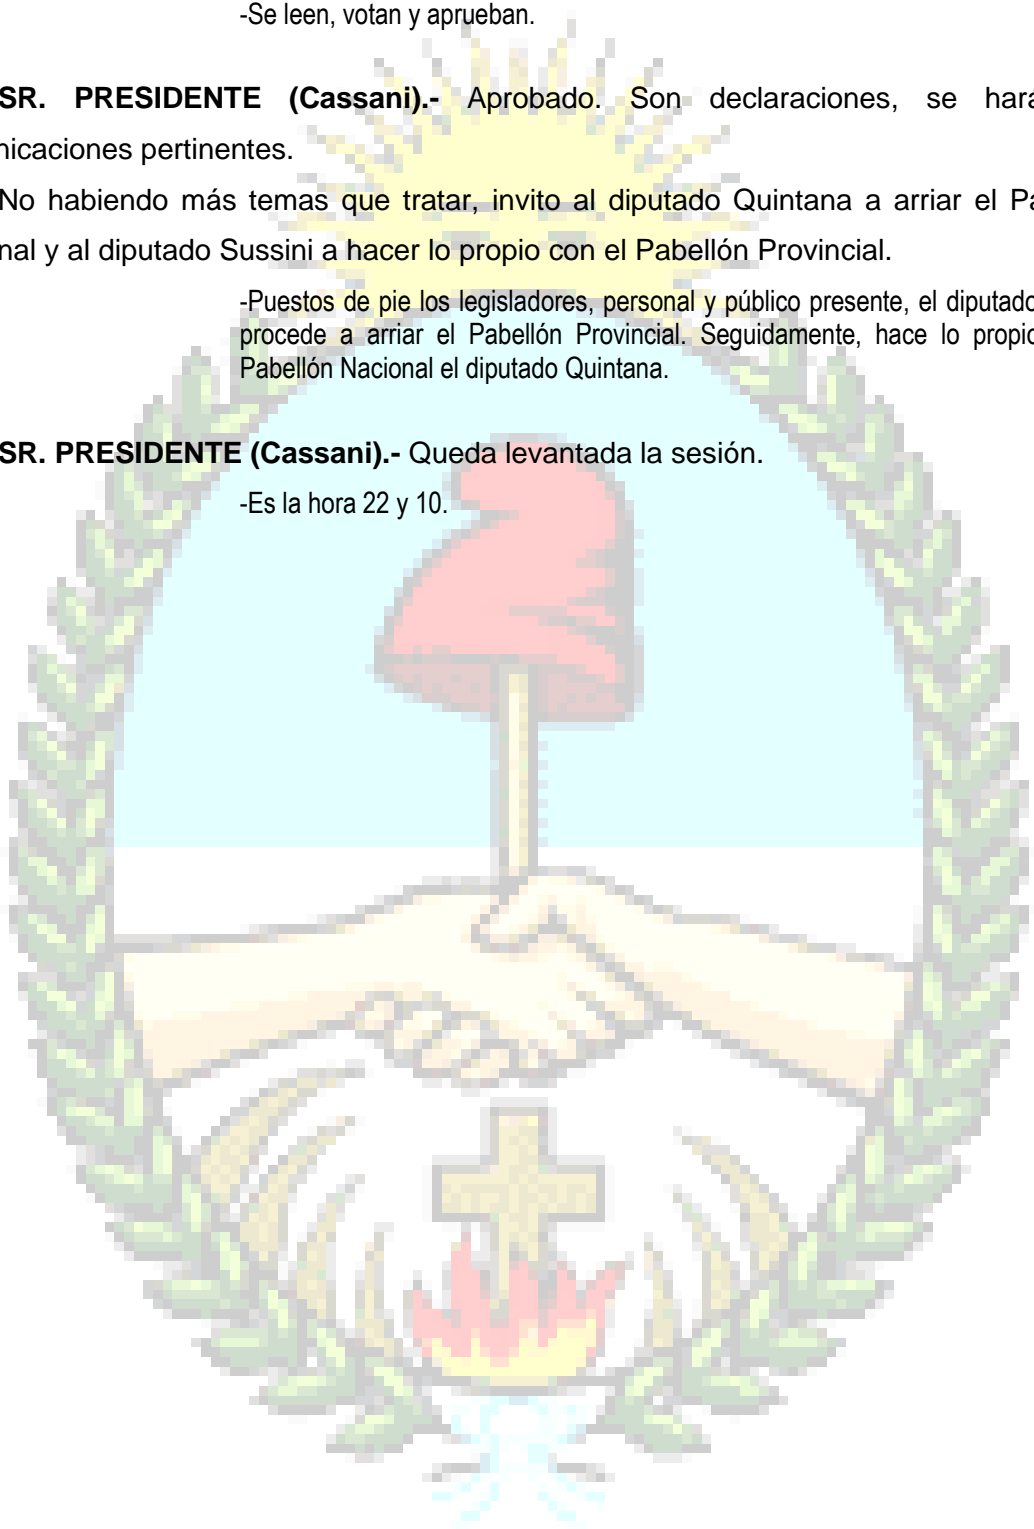 -Se leen, votan y aprueban.
SR. PRESIDENTE (Cassani).- Aprobado. Son declaraciones, se hará
nicaciones pertinentes.
No habiendo más temas que tratar, invito al diputado Quintana a arriar el Pa
nal y al diputado Sussini a hacer lo propio con el Pabellón Provincial.
-Puestos de pie los legisladores, personal y público presente, el diputado
procede a arriar el Pabellón Provincial. Seguidamente, hace lo propio
Pabellón Nacional el diputado Quintana.
SR. PRESIDENTE (Cassani).- Queda levantada la sesión.
-Es la hora 22 y 10.